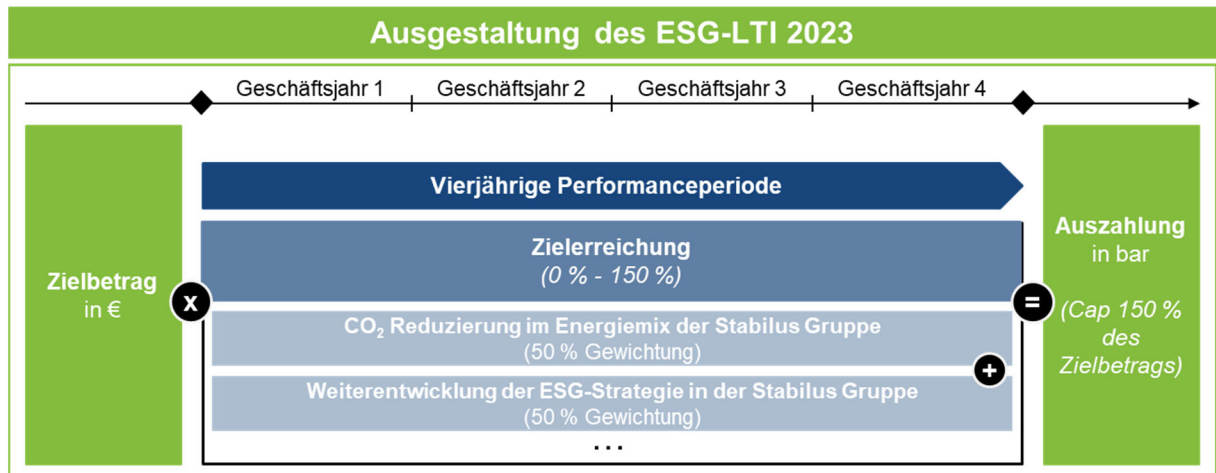 Ausgestaltung des ESG-LTI 2023
Geschäftsjahr 1
Geschäftsjahr 2
Geschäftsjahr 3
Geschäftsjahr 4
Vierjährige Performanceperiode
Zielbetrag
in €
x
Zielerreichung
(0 % - 150 %)
CO₂ Reduzierung im Energiemix der Stabilus Gruppe
(50 % Gewichtung)
+
Weiterentwicklung der ESG-Strategie in der Stabilus Gruppe
(50 % Gewichtung)
...
=
Auszahlung
in bar
(Cap 150 %
des
Zielbetrags)